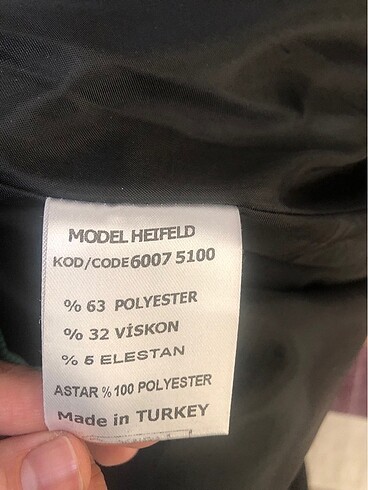 MODEL HEIFELD
KOD/CODE 6007 5100
% 63 POLYESTER
% 32 VİSKON
% 5 ELESTAN
ASTAR % 100 POLYESTER
Made in TURKEY